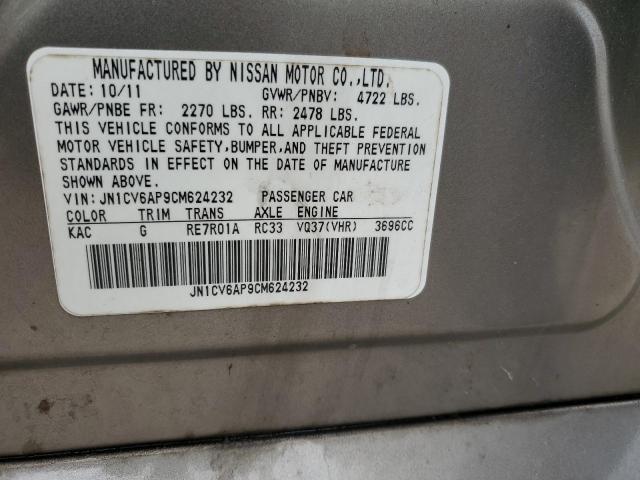 MANUFACTURED BY NISSAN MOTOR CO.,LTD.
DATE: 10/11 GVWR/PNBV: 4722 LBS.
GAWR/PNBE FR: 2270 LBS. RR: 2478 LBS.
THIS VEHICLE CONFORMS TO ALL APPLICABLE FEDERAL
MOTOR VEHICLE SAFETY,BUMPER,AND THEFT PREVENTION
STANDARDS IN EFFECT ON THE DATE OF MANUFACTURE
SHOWN ABOVE.
VIN:JN1CV6AP9CM624232 PASSENGER CAR
COLOR TRIM TRANS AXLE ENGINE
KAC G RE7R01A RC33 VQ37(VHR) 3696CC
JN1CV6AP9CM624232